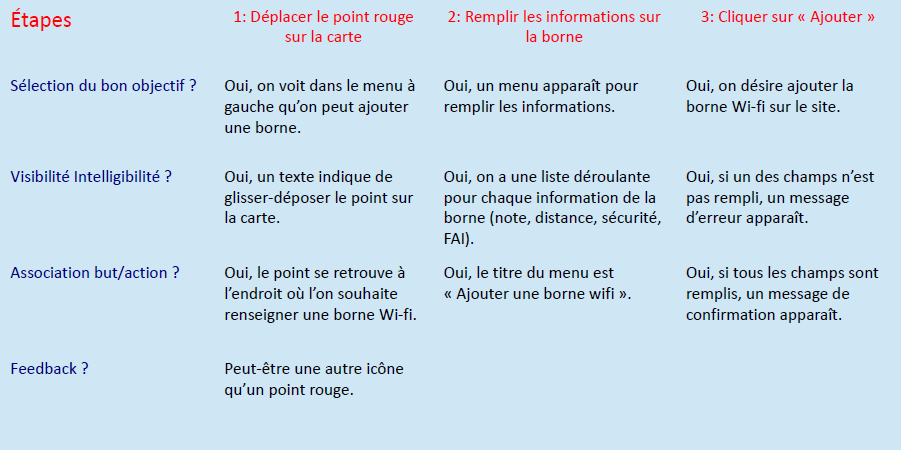 Étapes
1: Déplacer le point rouge
sur la carte
2: Remplir les informations sur
la borne
3: Cliquer sur « Ajouter »
Sélection du bon objectif ?
Oui, on voit dans le menu à
gauche qu'on peut ajouter
une borne.
Oui, un menu apparaît pour
remplir les informations.
Oui, on désire ajouter la
borne Wi-fi sur le site.
Visibilité Intelligibilité ?
Oui, un texte indique de
glisser-déposer le point sur
la carte.
Oui, on a une liste déroulante
pour chaque information de la
borne (note, distance, sécurité,
FAI).
Oui, si un des champs n'est
pas rempli, un message
d'erreur apparaît.
Association but/action ?
Oui, le point se retrouve à
l'endroit où l'on souhaite
renseigner une borne Wi-fi.
Oui, le titre du menu est
« Ajouter une borne wifi ».
Oui, si tous les champs sont
remplis, un message de
confirmation apparaît.
Feedback ?
Peut-être une autre icône
qu'un point rouge.